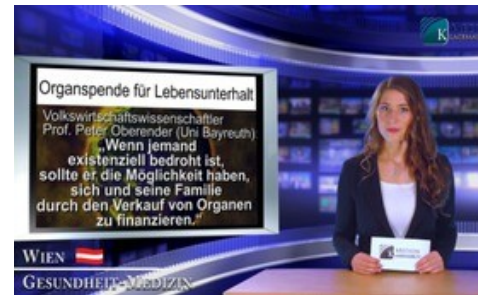 Organspende für Lebensunterhalt
Volkswirtschaftswissenschaftler
Prof. Peter Oberender (Uni Bayreuth):
„Wenn jemand
existenziell bedroht ist,
sollte er die Möglichkeit haben,
sich und seine Familie
durch den Verkauf von Organen
zu finanzieren.“
WIEN
GESUNDHEIT-MEDIZIN